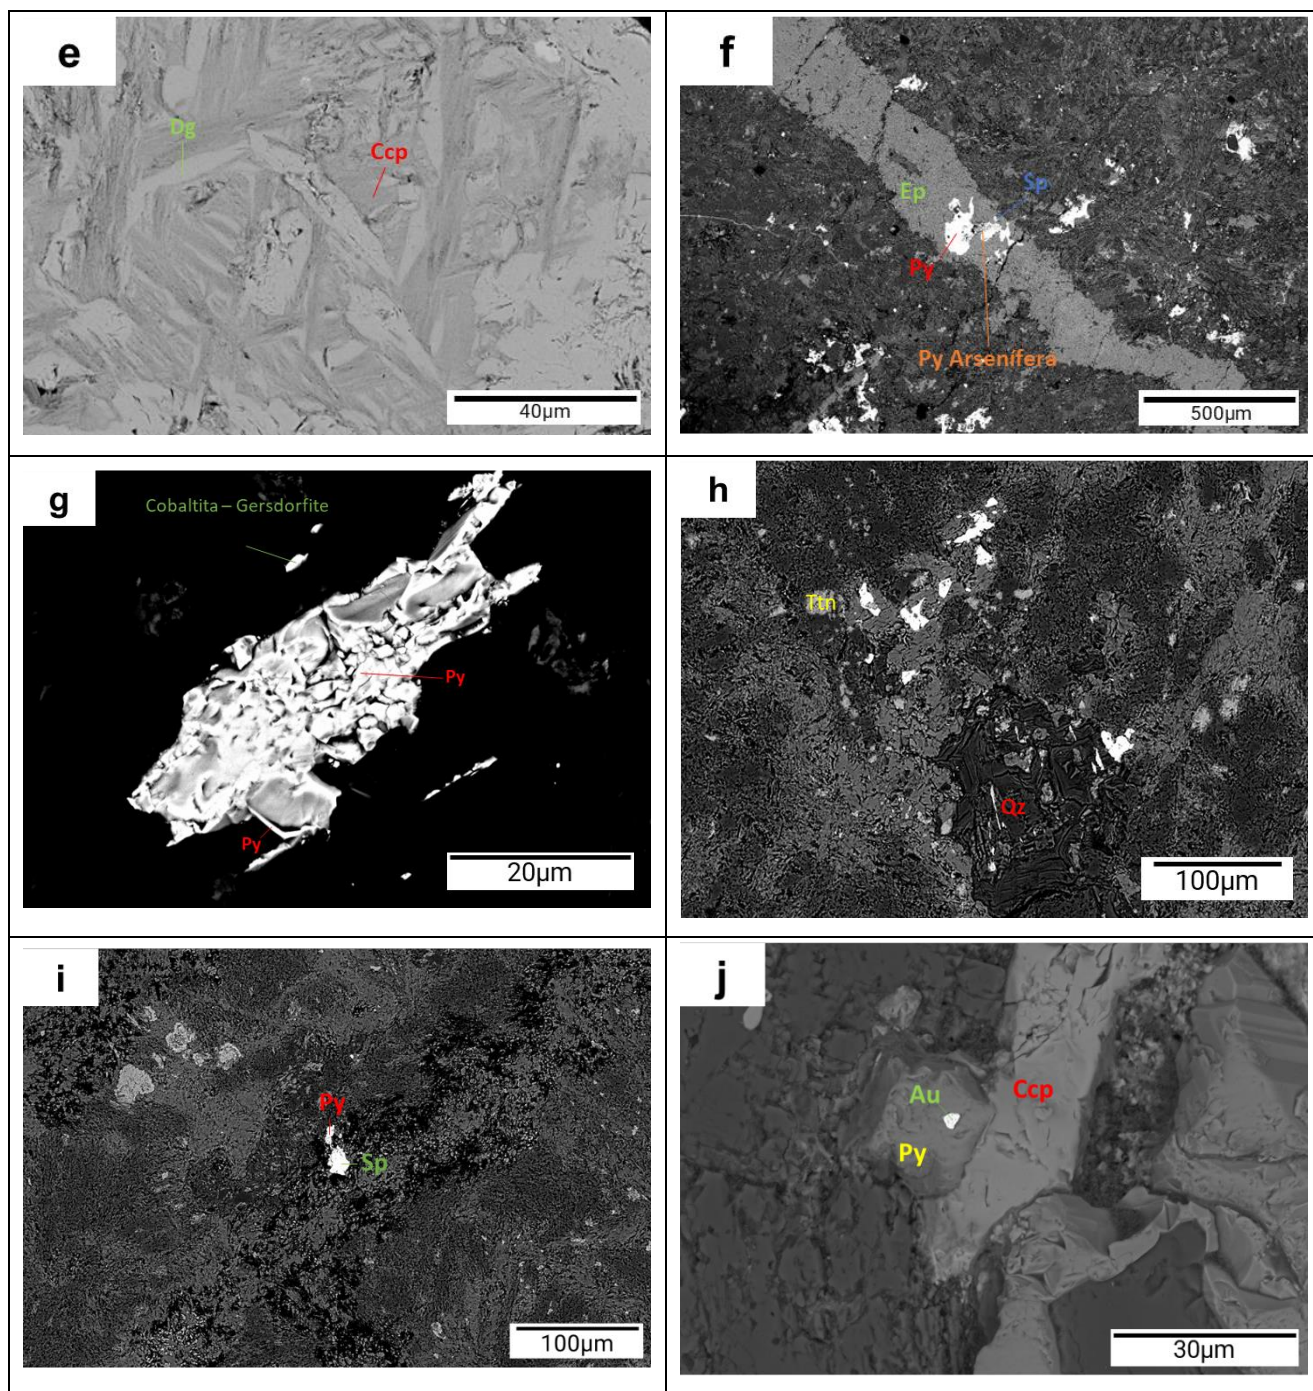 e
Dg
Ccp
40µm
f
Sp
Ep
Py
Py Arsenífera
500µm
g
Cobaltita – Gersdorfite
Py
Py
20µm
h
Ttn
Qz
100µm
i
Py
Sp
100µm
j
Au
Ccp
Py
30µm